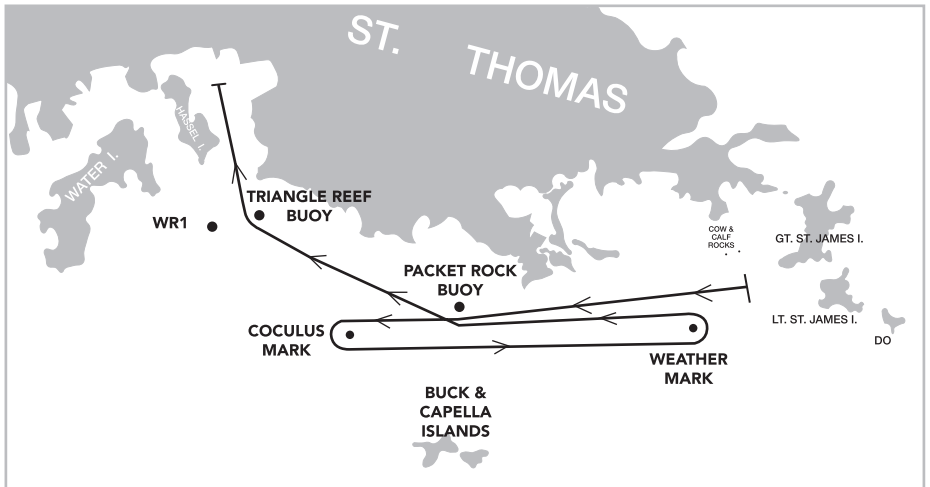 ST.
THOMAS
HASSEL I.
WATER I.
TRIANGLE REEF
BUOY
WR1
COW &
CALF
ROCKS
GT. ST. JAMES I.
PACKET ROCK
BUOY
LT. ST. JAMES I.
COCULUS
MARK
DO
WEATHER
MARK
BUCK &
CAPELLA
ISLANDS